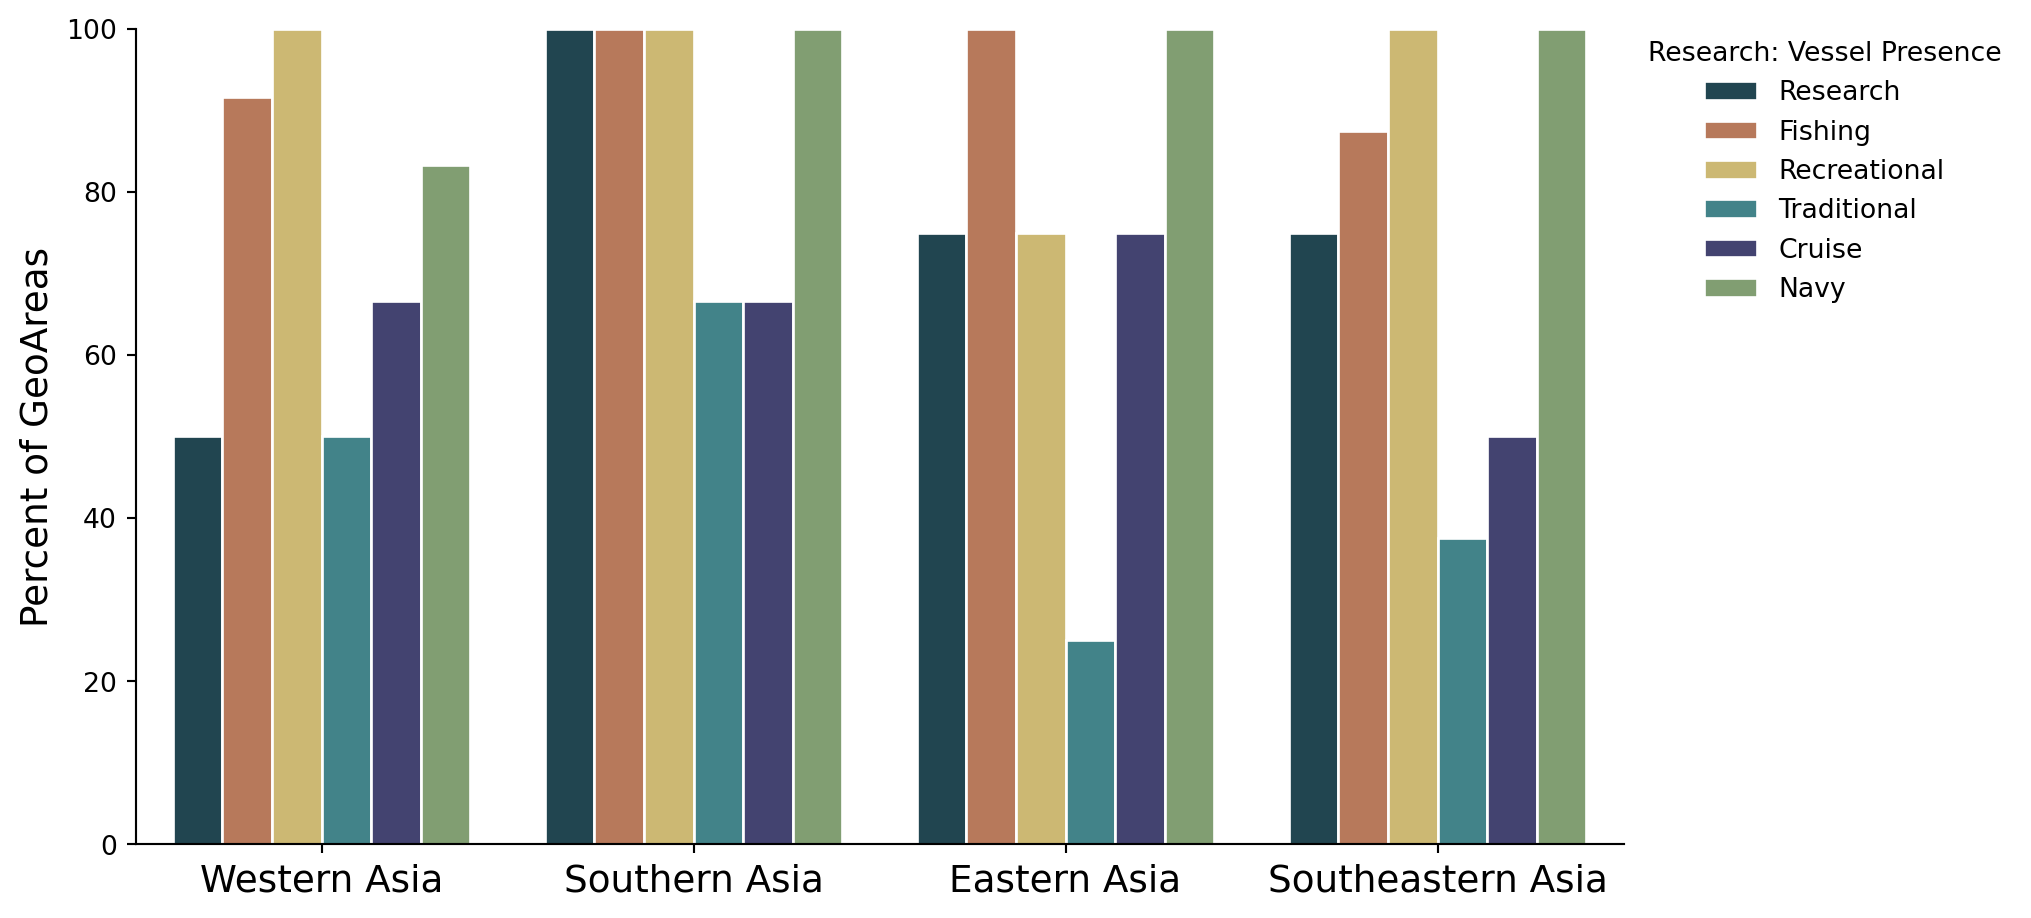 Percent of GeoAreas
100
80
60
40
20
0
Western Asia
Southern Asia
Eastern Asia
Southeastern Asia
Research: Vessel Presence
Research
Fishing
Recreational
Traditional
Cruise
Navy